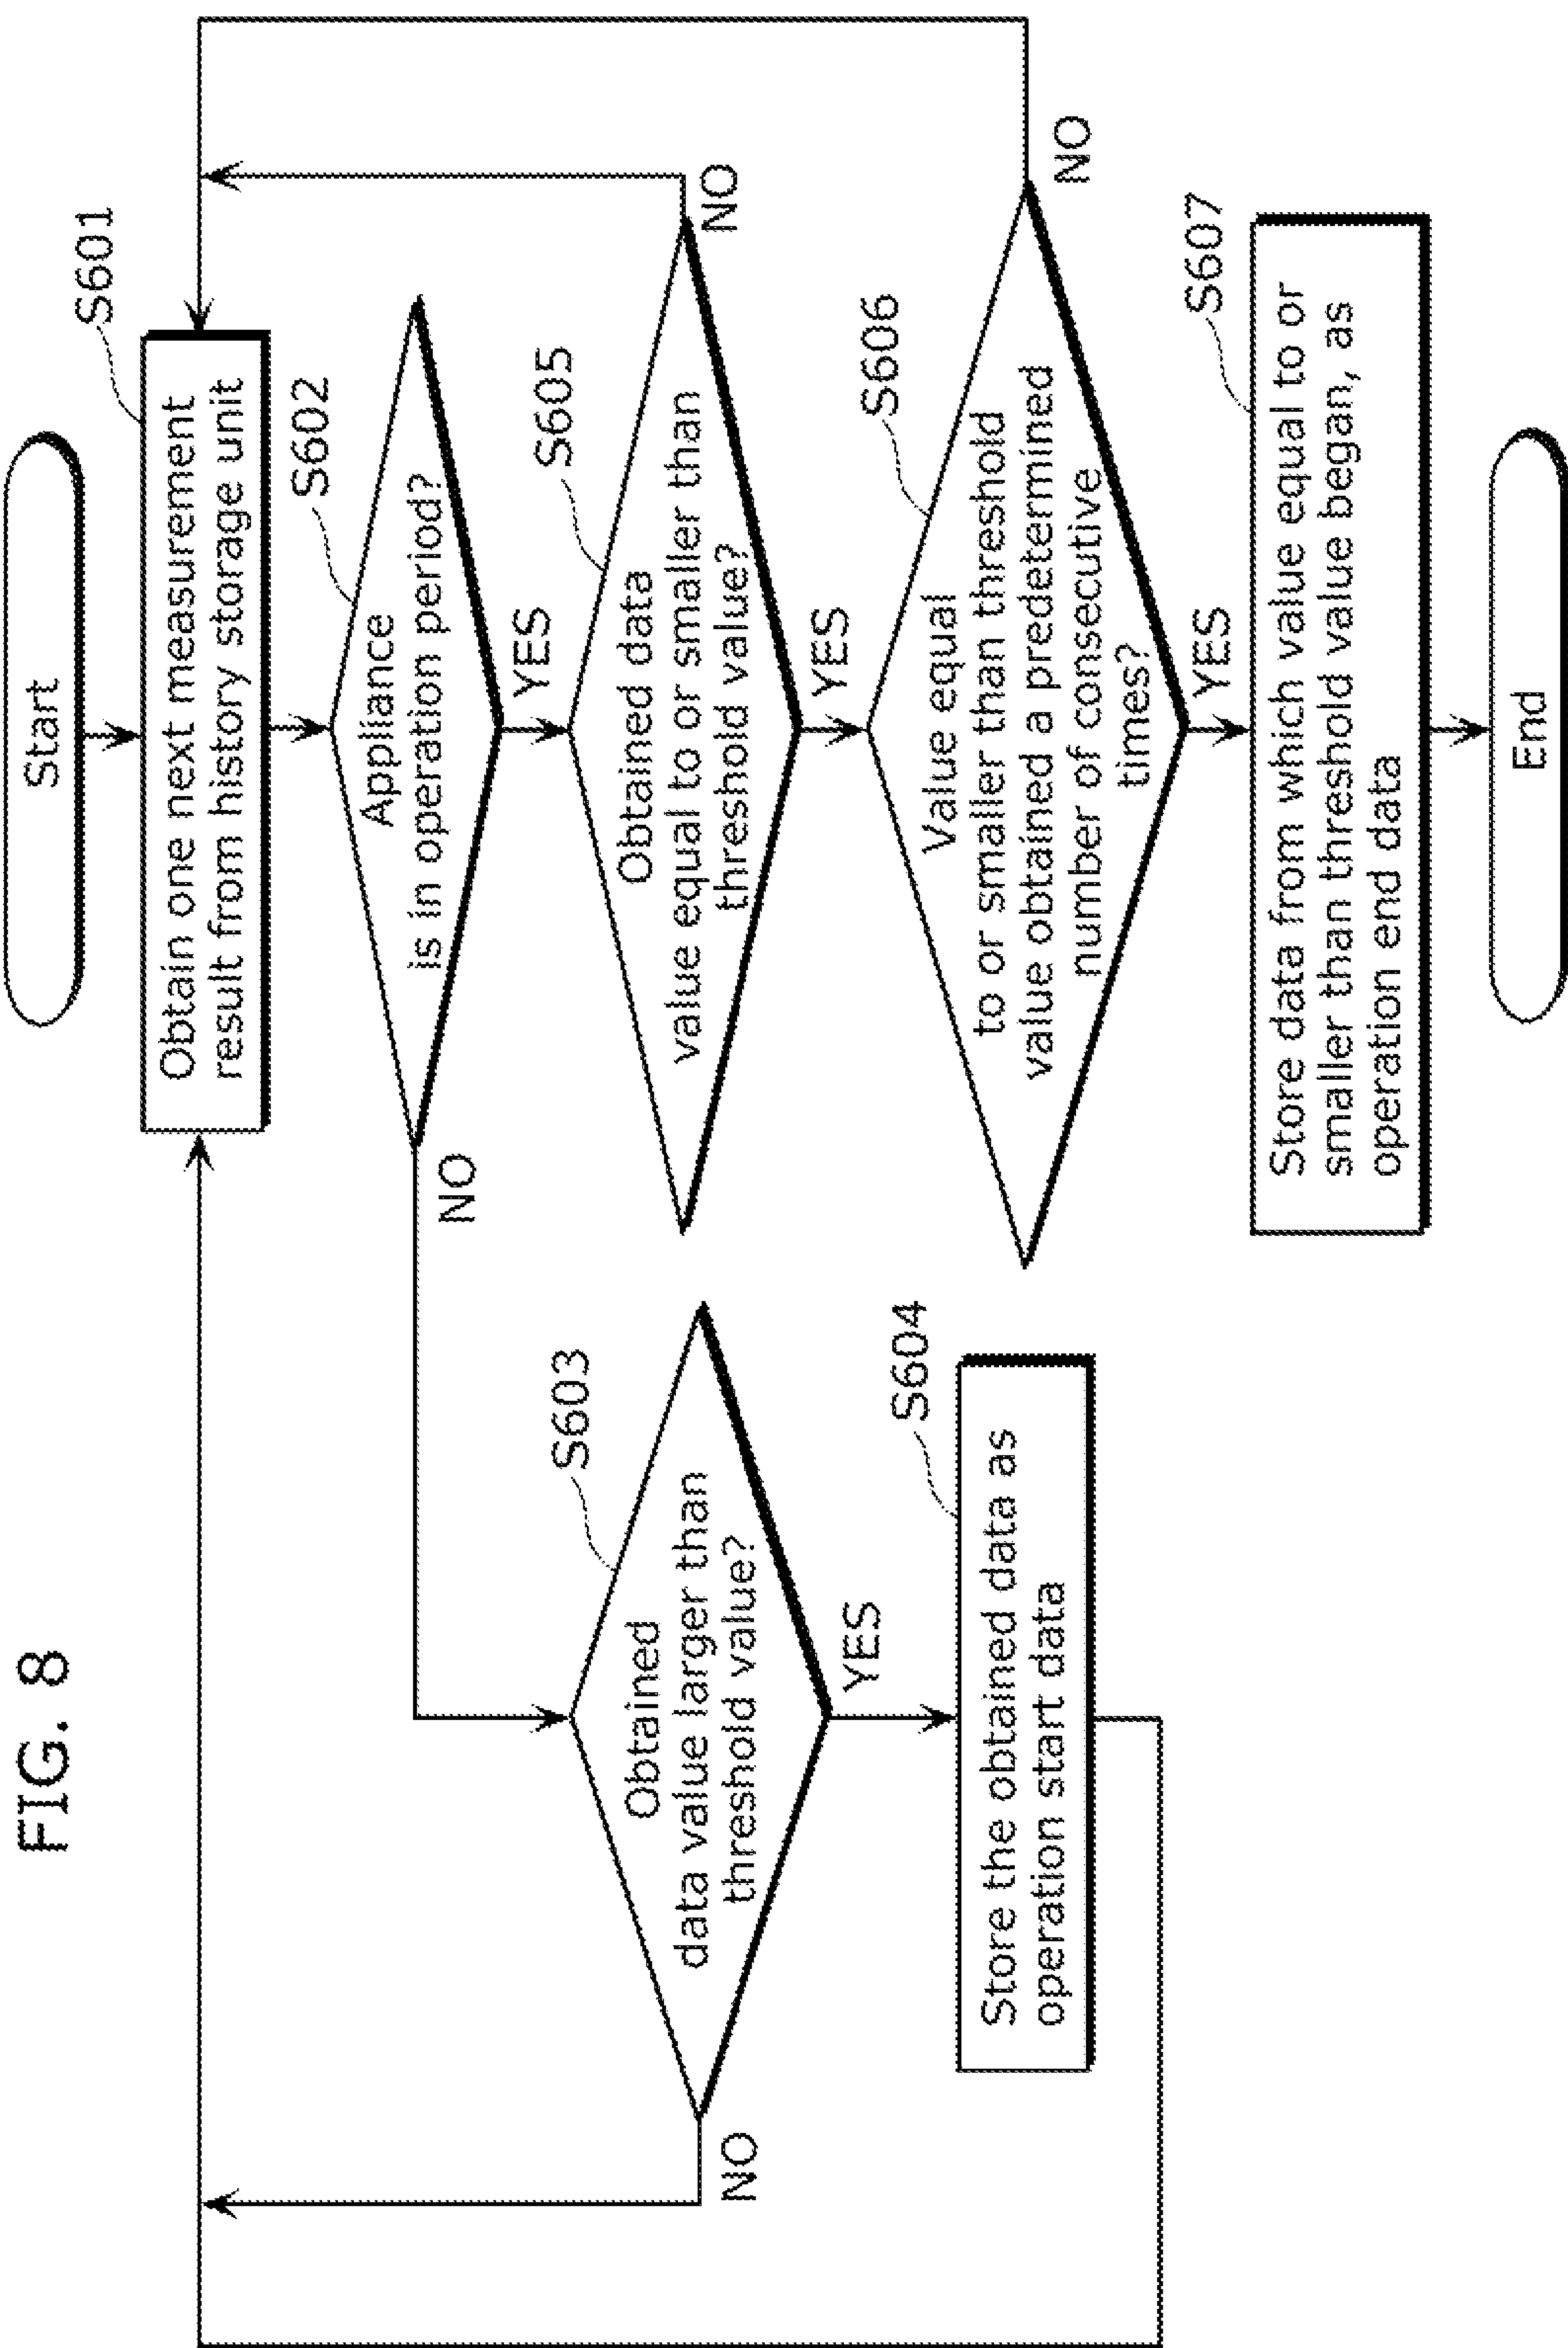 FIG. 8
Start
S601
Obtain one next measurement
result from history storage unit
S602
Appliance
is in operation period?
NO
YES
S603
Obtained
data value larger than
threshold value?
NO
YES
S604
Store the obtained data as
operation start data
S605
Obtained data
value equal to or smaller than
threshold value?
NO
YES
S606
Value equal
to or smaller than threshold
value obtained a predetermined
number of consecutive
times?
NO
YES
S607
Store data from which value equal to or
smaller than threshold value began, as
operation end data
End